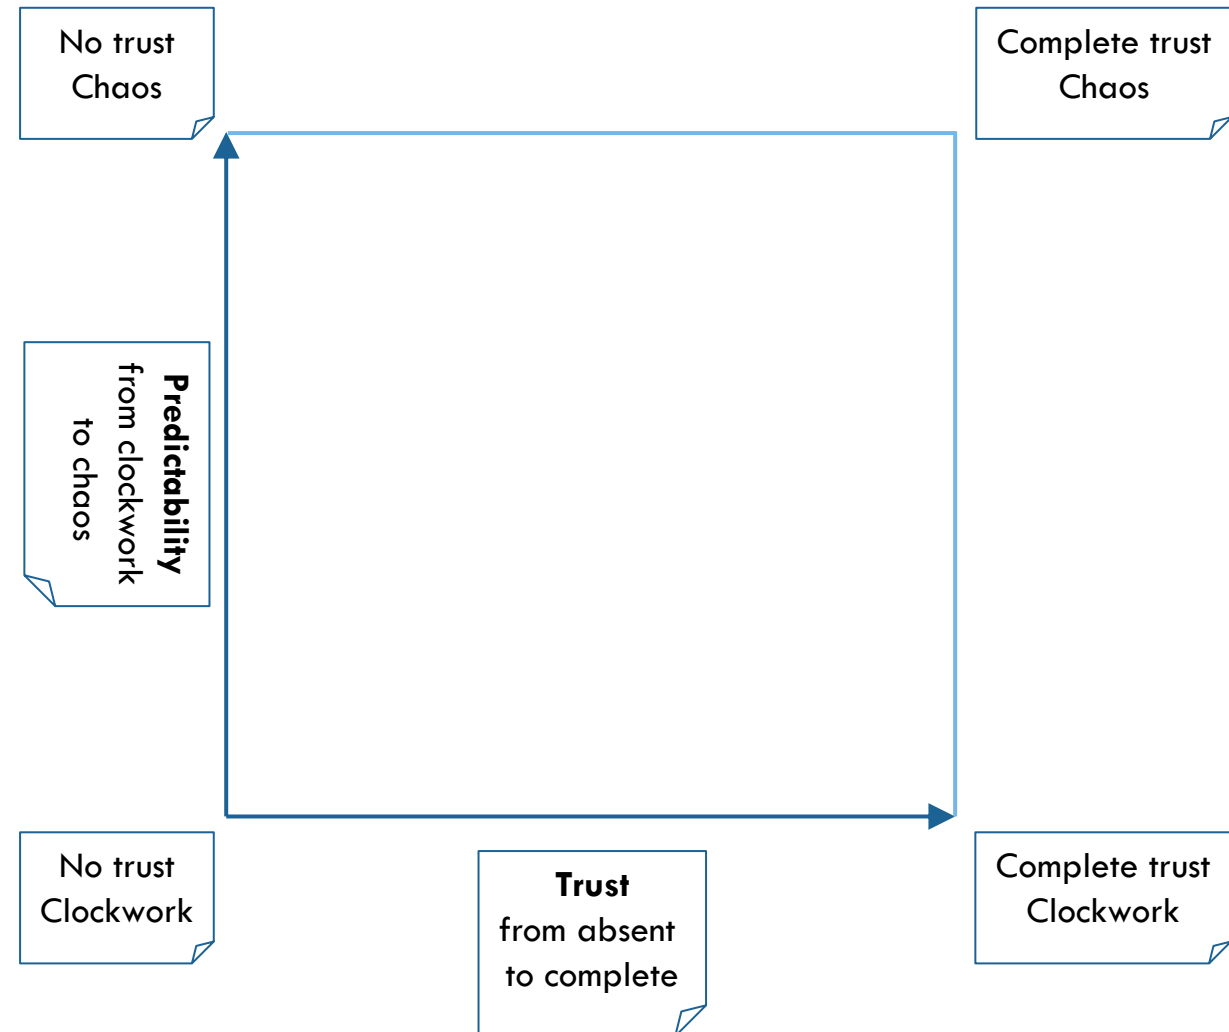 No trust
Chaos
Complete trust
Chaos
Predictability
from clockwork
to chaos
No trust
Clockwork
Trust
from absent
to complete
Complete trust
Clockwork